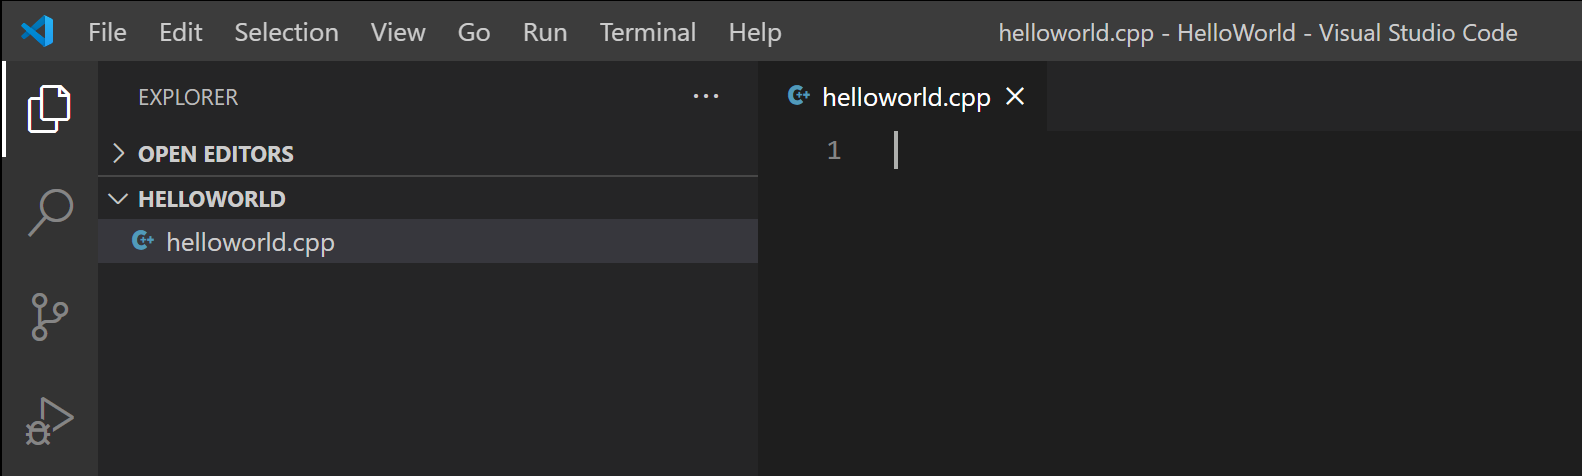 File Edit Selection View Go Run Terminal Help helloworld.cpp - HelloWorld - Visual Studio Code
EXPLORER ...
OPEN EDITORS
HELLOWORLD
helloworld.cpp
helloworld.cpp
1